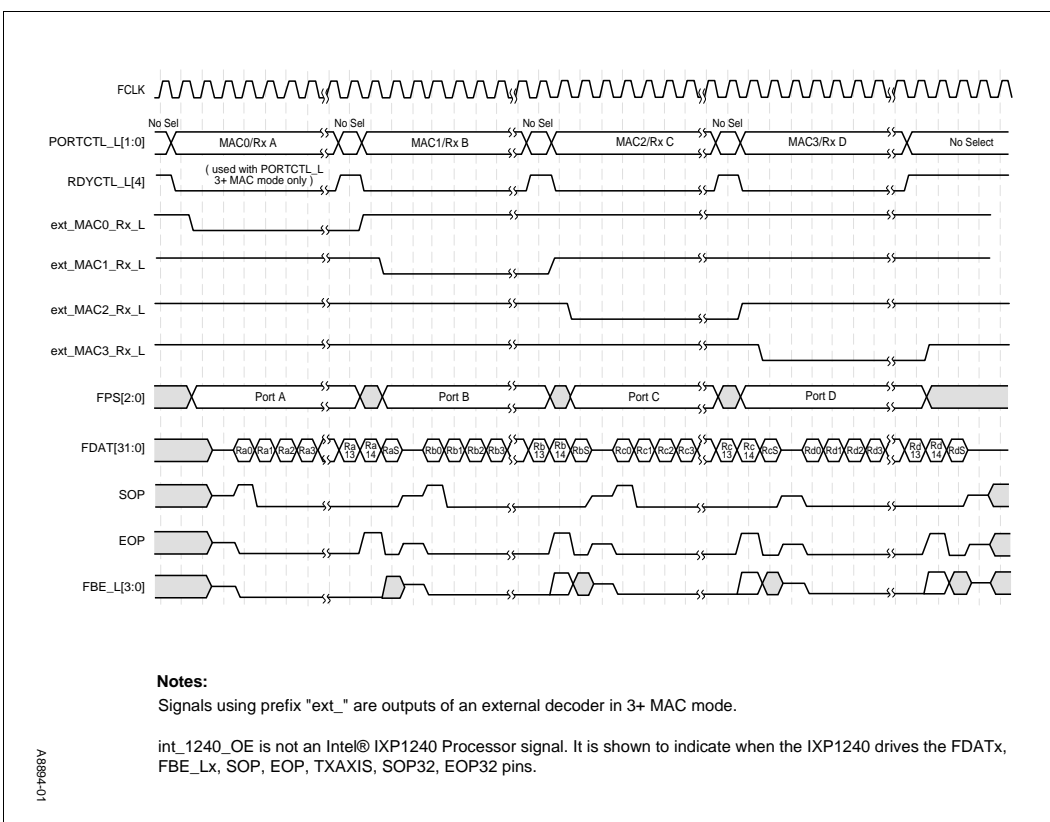 FCLK
No Sel No Sel No Sel No Sel
PORTCTL_L[1:0] MAC0/Rx A MAC1/Rx B MAC2/Rx C MAC3/Rx D No Select
( used with PORTCTL_L
3+ MAC mode only )
RDYCTL_L[4]
ext_MAC0_Rx_L
ext_MAC1_Rx_L
ext_MAC2_Rx_L
ext_MAC3_Rx_L
FPS[2:0] Port A Port B Port C Port D
FDAT[31:0] Ra0 Ra1 Ra2 Ra3 Ra 13 Ra 14 RaS Rb0 Rb1 Rb2 Rb3 Rb 13 Rb 14 RbS Rc0 Rc1 Rc2 Rc3 Rc 13 Rc 14 RcS Rd0 Rd1 Rd2 Rd3 Rd 13 Rd 14 RdS
SOP
EOP
FBE_L[3:0]
Notes:
Signals using prefix "ext_" are outputs of an external decoder in 3+ MAC mode.
int_1240_OE is not an Intel® IXP1240 Processor signal. It is shown to indicate when the IXP1240 drives the FDATx,
FBE_Lx, SOP, EOP, TXAXIS, SOP32, EOP32 pins.
A8894-01